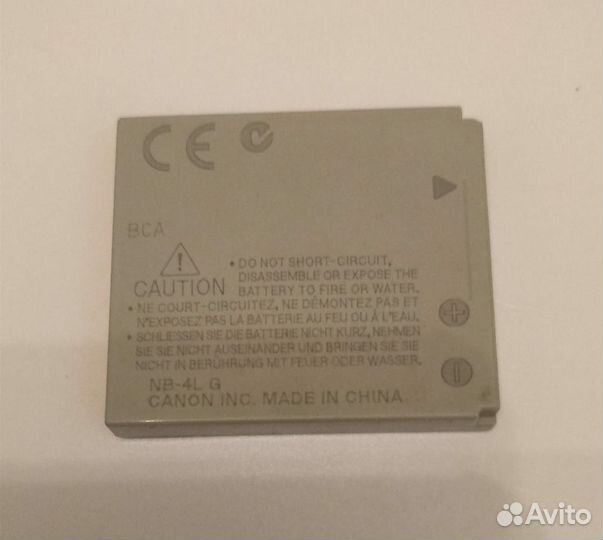 CE
BCA
CAUTION
• DO NOT SHORT-CIRCUIT,
DISASSEMBLE OR EXPOSE THE
BATTERY TO FIRE OR WATER.
• NE COURT-CIRCUITEZ, NE DÉMONTEZ PAS ET
N'EXPOSEZ PAS LA BATTERIE AU FEU OU À L'EAU.
• SCHLIESSEN SIE DIE BATTERIE NICHT KURZ, NEHMEN
SIE SIE NICHT AUSEINANDER UND BRINGEN SIE SIE
NICHT IN BERÜHRUNG MIT FEUER ODER WASSER.
NB-4L G
CANON INC. MADE IN CHINA
Avito